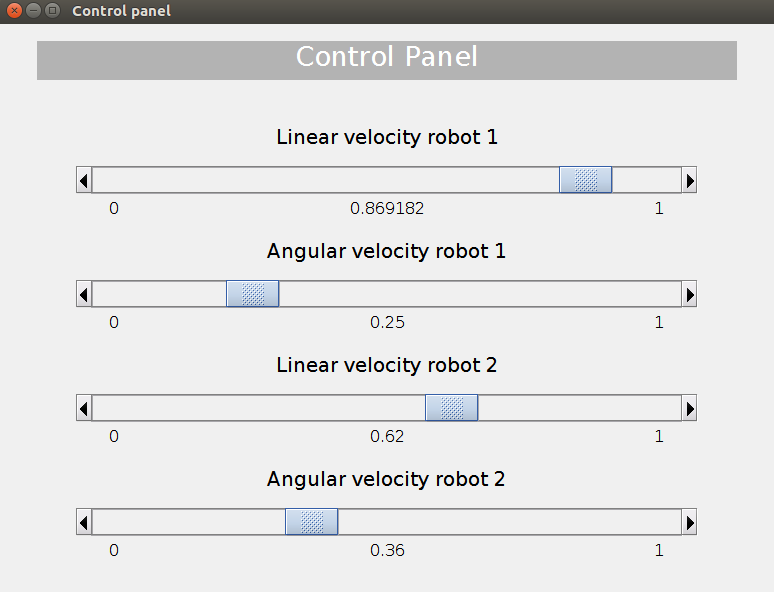 Control panel
Control Panel
Linear velocity robot 1
0 0.869182 1
Angular velocity robot 1
0 0.25 1
Linear velocity robot 2
0 0.62 1
Angular velocity robot 2
0 0.36 1